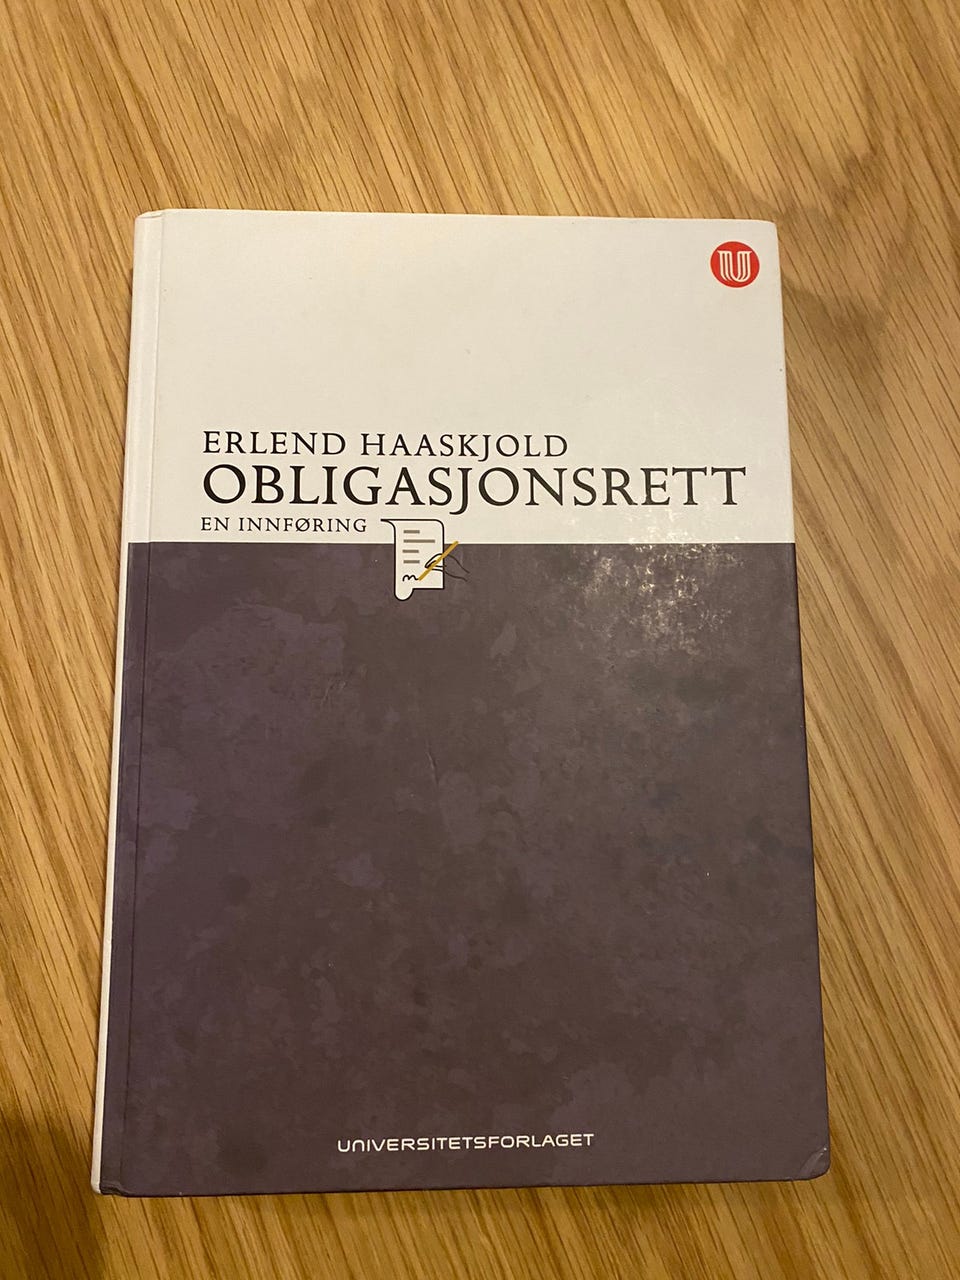 U
ERLEND HAASKJOLD
OBLIGASJONSRETT
EN INNFØRING
UNIVERSITETSFORLAGET